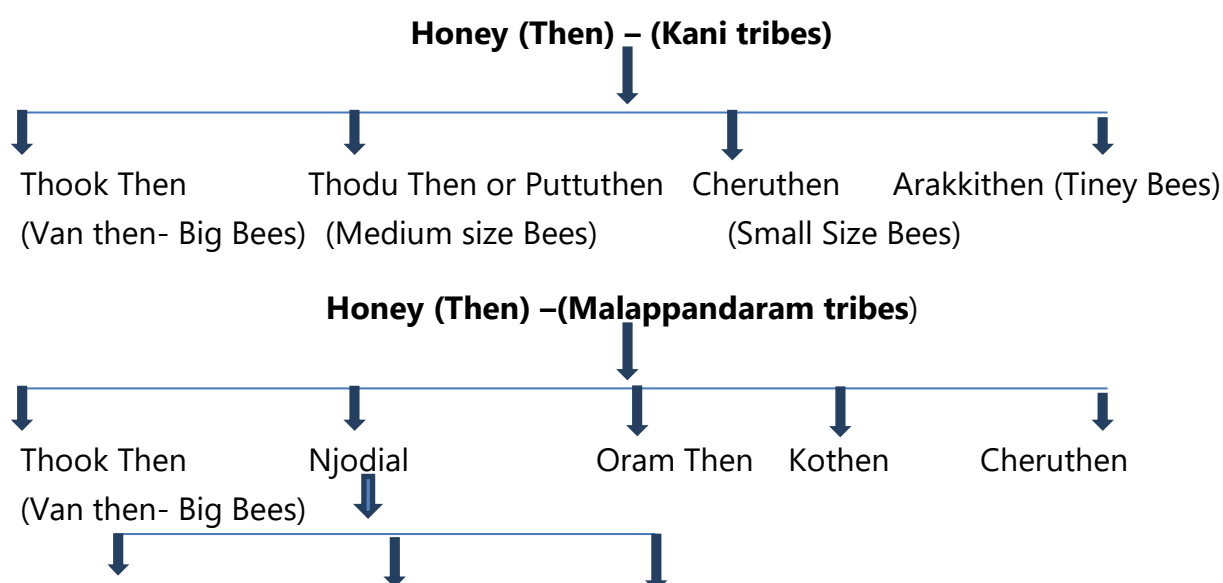 Honey (Then) – (Kani tribes)
Thook Then Thodu Then or Puttuthen Cheruthen Arakkithen (Tiney Bees)
(Van then- Big Bees) (Medium size Bees) (Small Size Bees)
Honey (Then) –(Malappandaram tribes)
Thook Then Njodial Oram Then Kothen Cheruthen
(Van then- Big Bees)